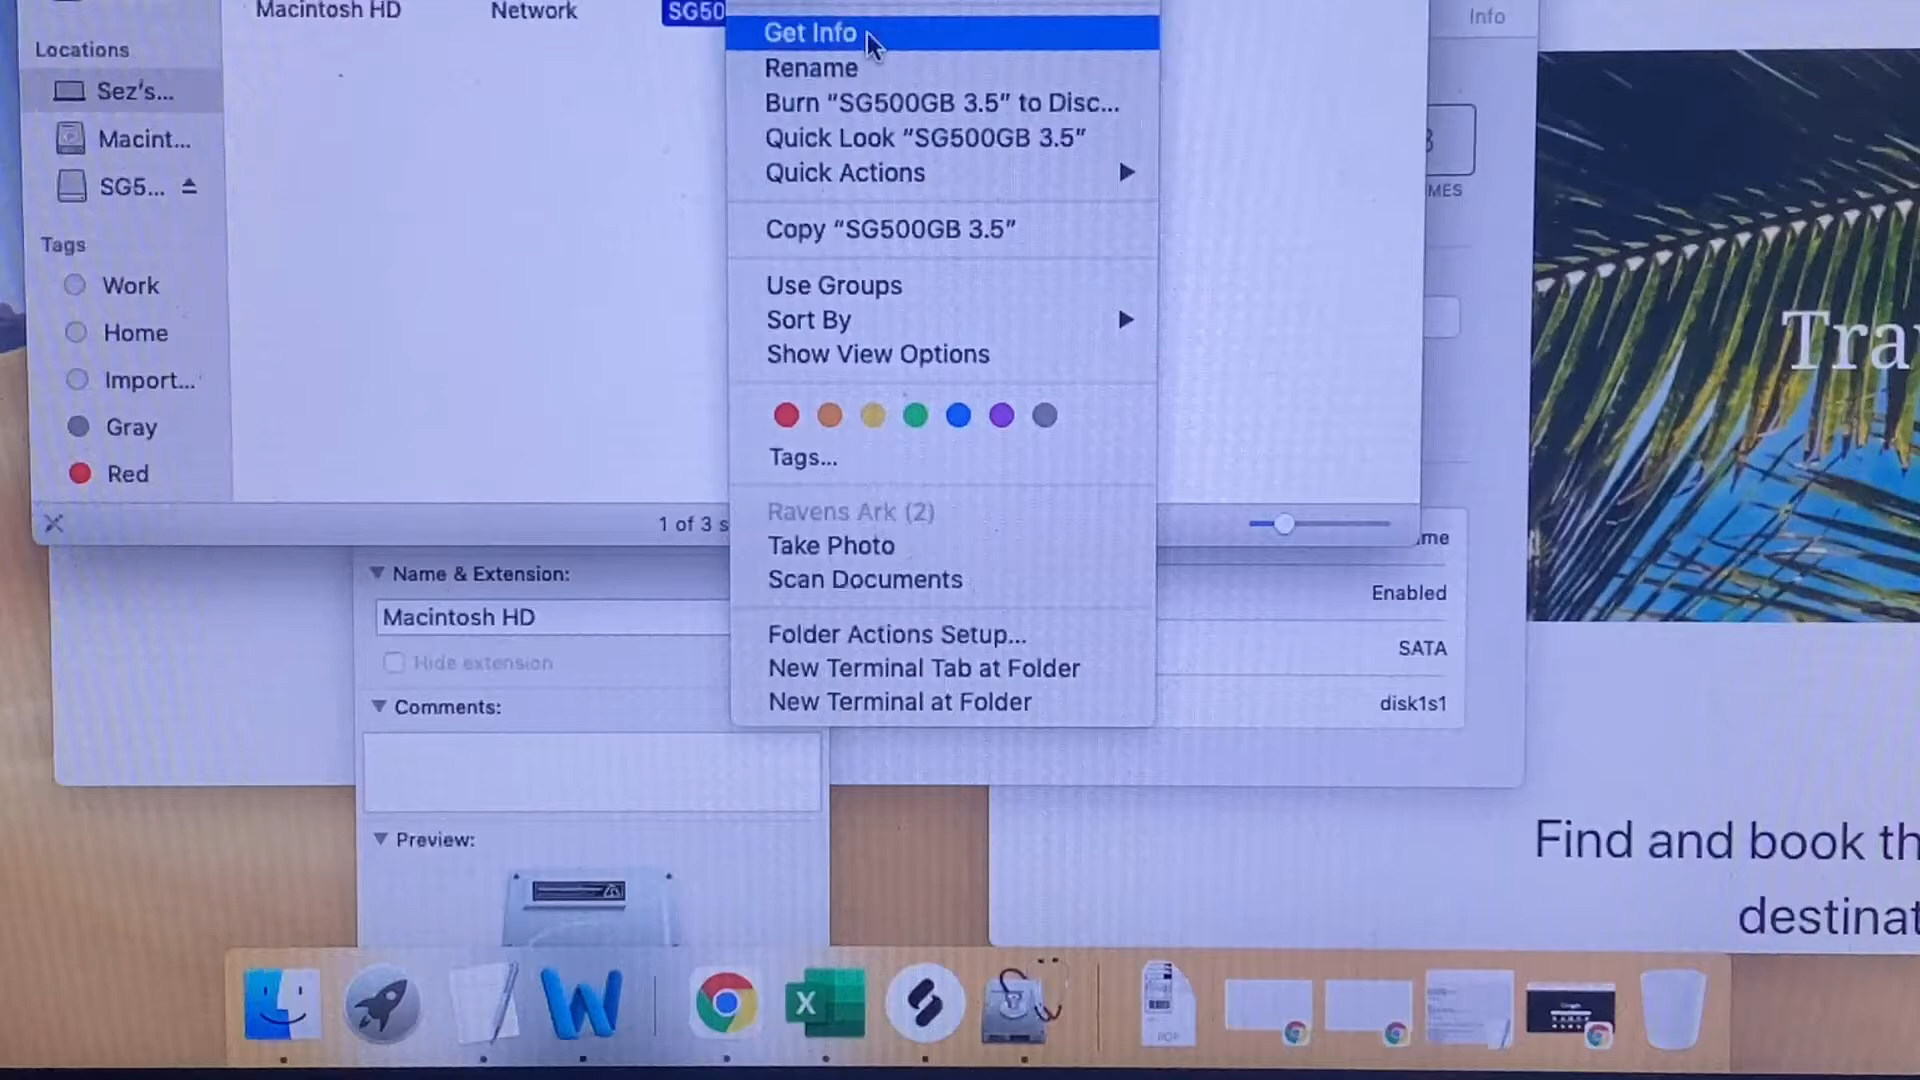 Macintosh HD
Network
SG50
Info
Locations
Sez's...
Macint...
SG5...
Tags
Work
Home
Import...
Gray
Red
Get Info
Rename
Burn “SG500GB 3.5” to Disc...
Quick Look “SG500GB 3.5”
Quick Actions
Copy “SG500GB 3.5”
Use Groups
Sort By
Show View Options
Tags...
Ravens Ark (2)
Take Photo
Scan Documents
Folder Actions Setup...
New Terminal Tab at Folder
New Terminal at Folder
1 of 3 s
MES
Name & Extension:
Macintosh HD
Hide extension
Comments:
Preview:
me
Enabled
SATA
disk1s1
Tra
Find and book th
destinat
X
PDF